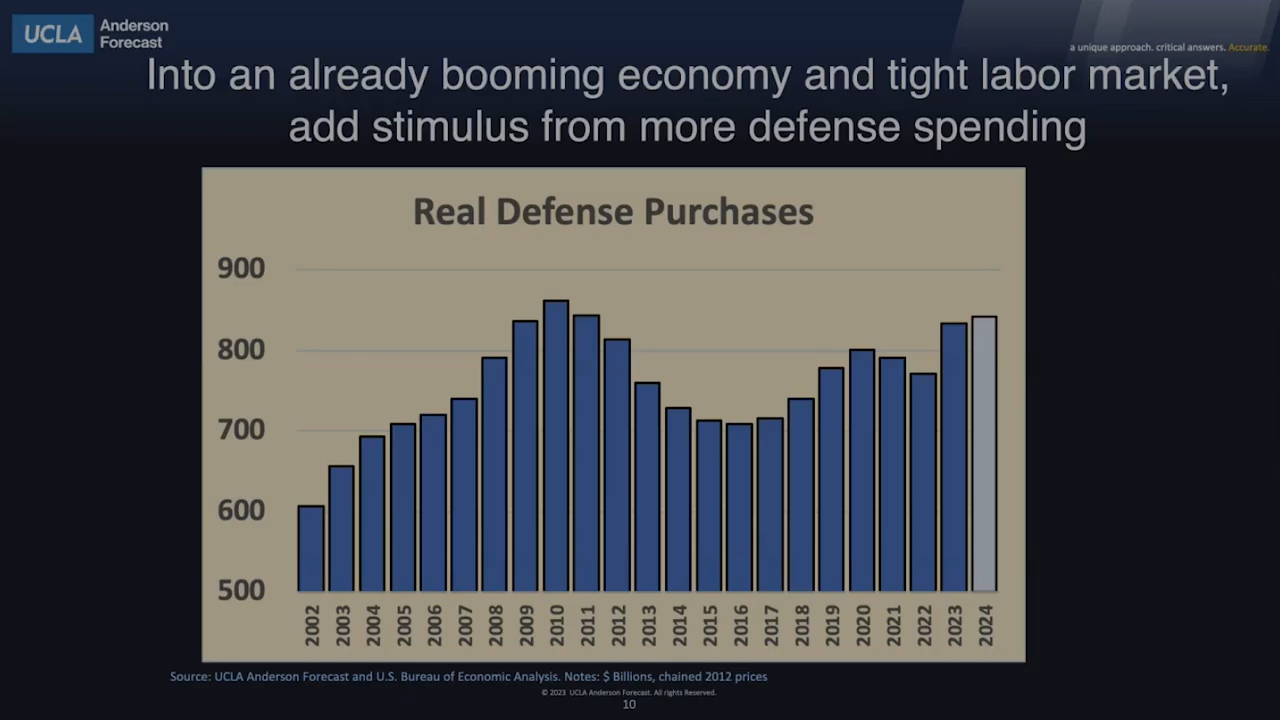 UCLA Anderson
Forecast
a unique approach. critical answers. Accurate.
Into an already booming economy and tight labor market,
add stimulus from more defense spending
Real Defense Purchases
900
800
700
600
500
2002 2003 2004 2005 2006 2007 2008 2009 2010 2011 2012 2013 2014 2015 2016 2017 2018 2019 2020 2021 2022 2023 2024
Source: UCLA Anderson Forecast and U.S. Bureau of Economic Analysis. Notes: $ Billions, chained 2012 prices
© 2023 UCLA Anderson Forecast. All rights Reserved.
10